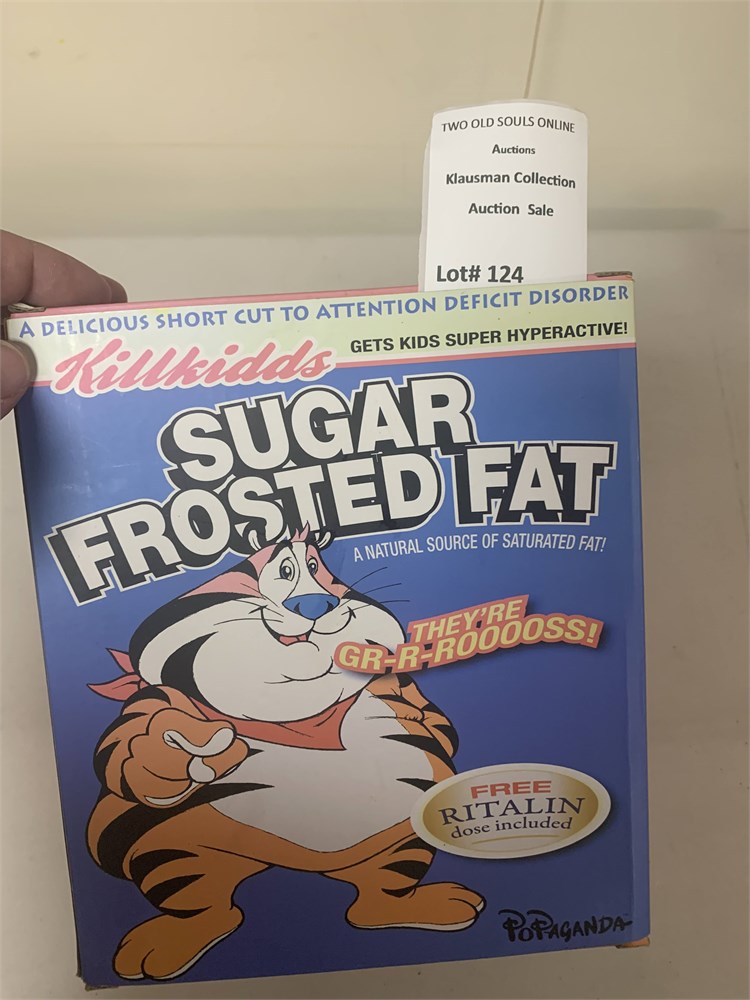 TWO OLD SOULS ONLINE
Auctions
Klausman Collection
Auction Sale
Lot# 124
A DELICIOUS SHORT CUT TO ATTENTION DEFICIT DISORDER
Killkidds
GETS KIDS SUPER HYPERACTIVE!
SUGAR
FROSTED FAT
A NATURAL SOURCE OF SATURATED FAT!
THEY'RE
GR-R-ROOOOSS!
FREE
RITALIN
dose included
POPAGANDA